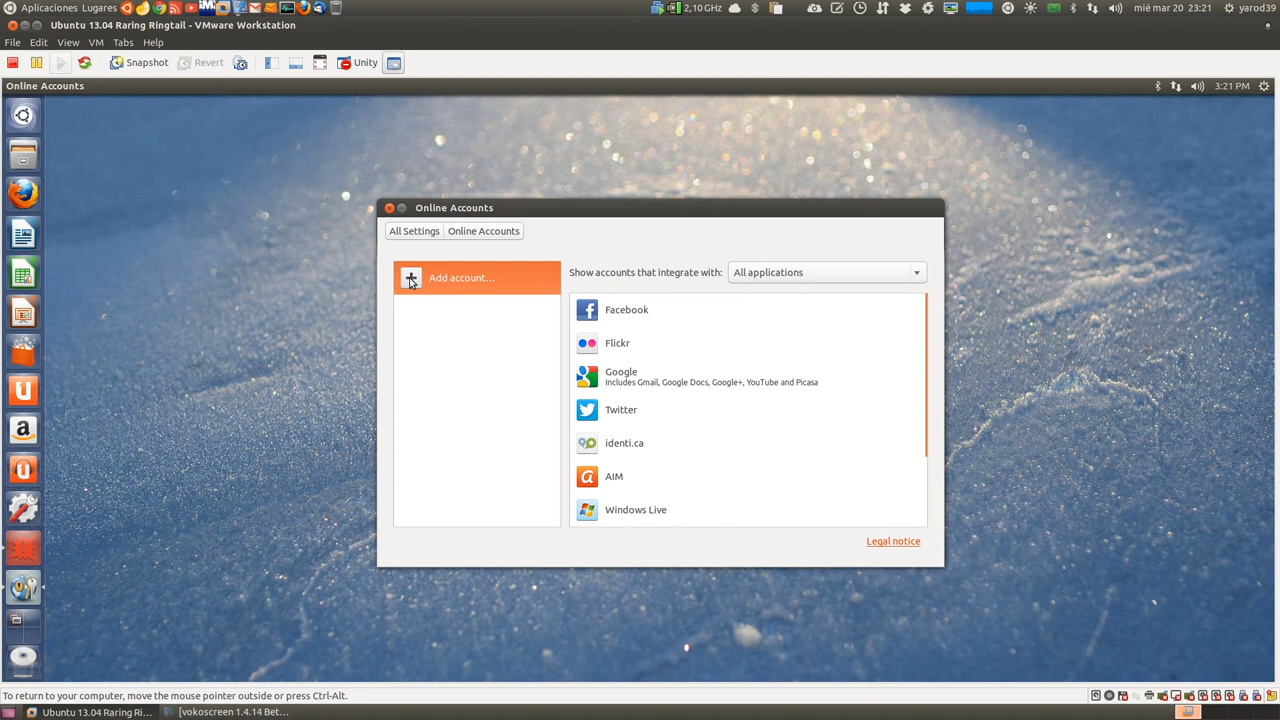 Aplicaciones Lugares
2,10 GHz
mié mar 20 23:21
yarod39
Ubuntu 13.04 Raring Ringtail - VMware Workstation
File Edit View VM Tabs Help
Snapshot Revert Unity
Online Accounts
3:21 PM
Online Accounts
All Settings Online Accounts
Add account…
Show accounts that integrate with: All applications
Facebook
Flickr
Google
Includes Gmail, Google Docs, Google+, YouTube and Picasa
Twitter
identi.ca
AIM
Windows Live
Legal notice
To return to your computer, move the mouse pointer outside or press Ctrl-Alt.
Ubuntu 13.04 Raring Ri...
[vokoscreen 1.4.14 Bet...